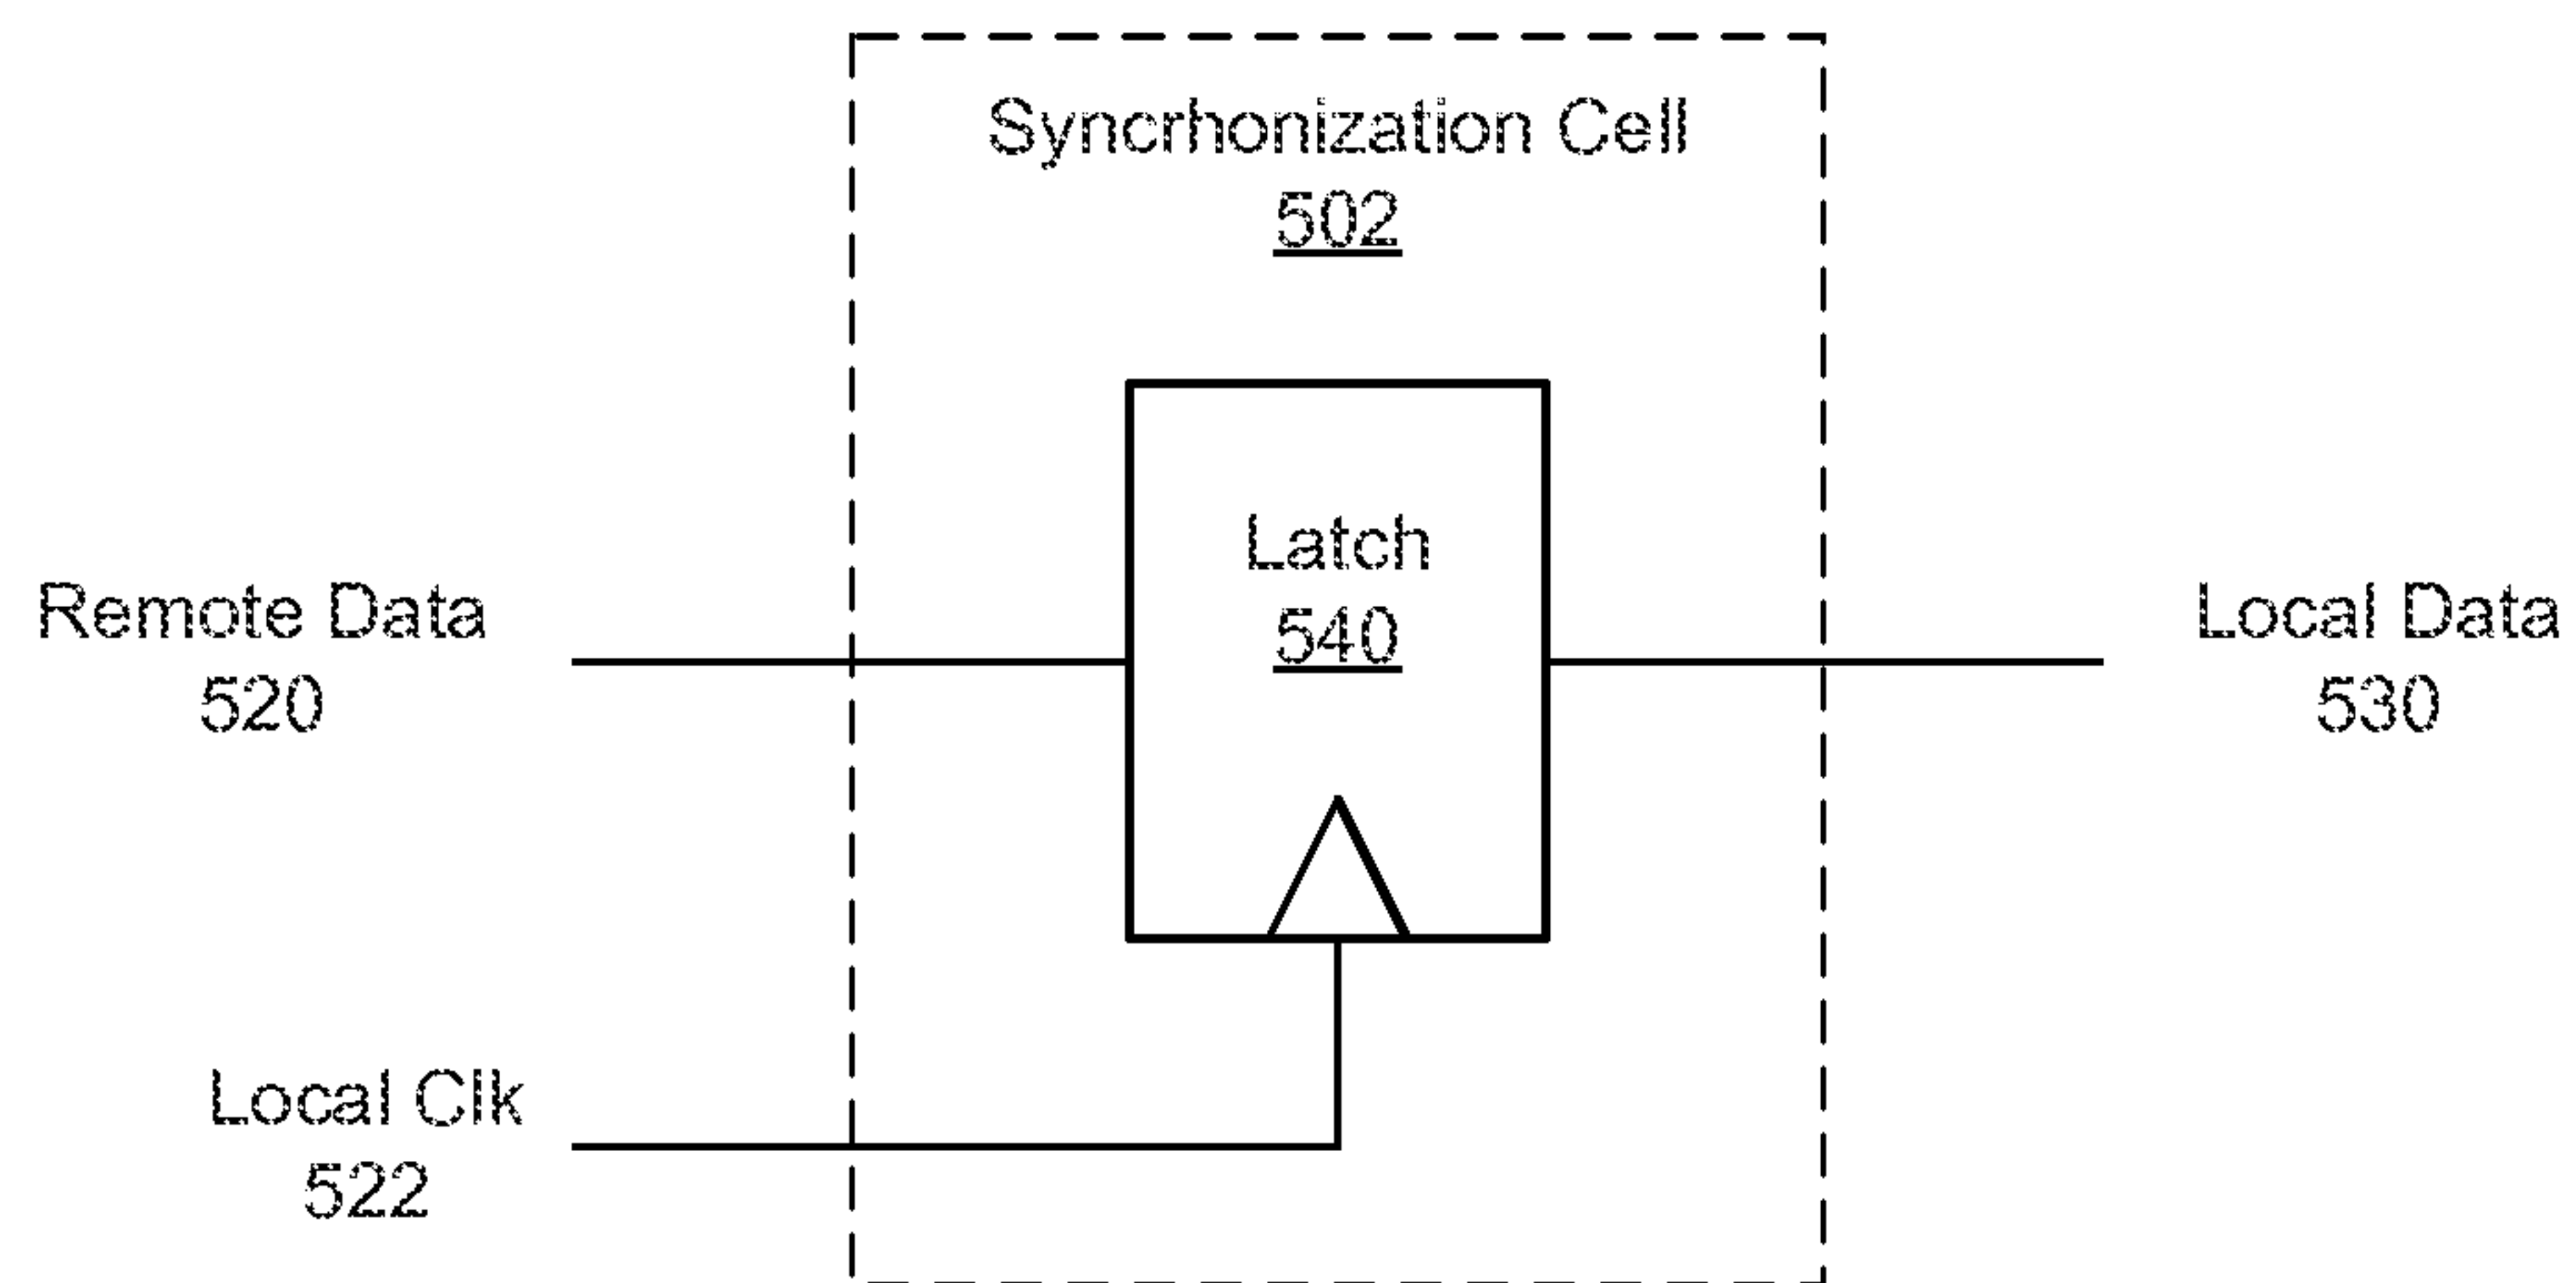 Syncrhonization Cell
502
Latch
540
Remote Data
520
Local Data
530
Local Clk
522